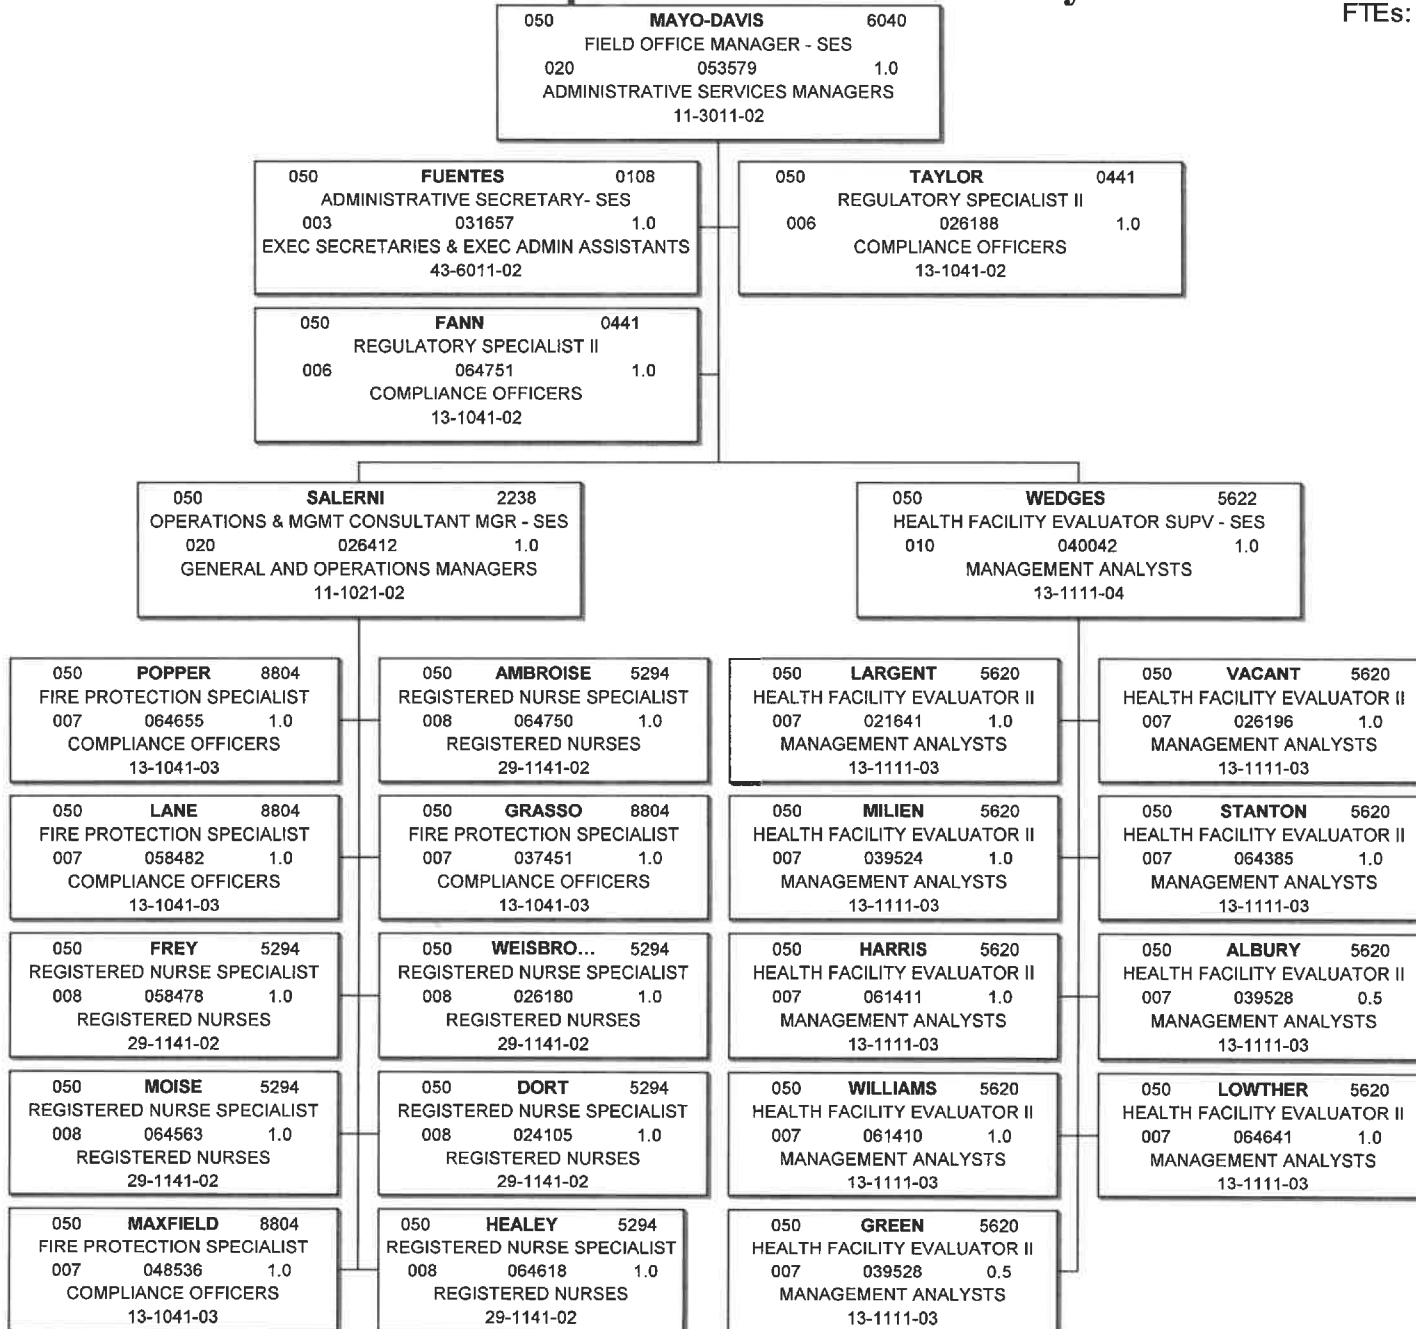 FTEs:
050 MAYO-DAVIS 6040
FIELD OFFICE MANAGER - SES
020 053579 1.0
ADMINISTRATIVE SERVICES MANAGERS
11-3011-02
050 FUENTES 0108
ADMINISTRATIVE SECRETARY- SES
003 031657 1.0
EXEC SECRETARIES & EXEC ADMIN ASSISTANTS
43-6011-02
050 TAYLOR 0441
REGULATORY SPECIALIST II
006 026188 1.0
COMPLIANCE OFFICERS
13-1041-02
050 FANN 0441
REGULATORY SPECIALIST II
006 064751 1.0
COMPLIANCE OFFICERS
13-1041-02
050 SALERNI 2238
OPERATIONS & MGMT CONSULTANT MGR - SES
020 026412 1.0
GENERAL AND OPERATIONS MANAGERS
11-1021-02
050 WEDGES 5622
HEALTH FACILITY EVALUATOR SUPV - SES
010 040042 1.0
MANAGEMENT ANALYSTS
13-1111-04
050 POPPER 8804
FIRE PROTECTION SPECIALIST
007 064655 1.0
COMPLIANCE OFFICERS
13-1041-03
050 AMBROISE 5294
REGISTERED NURSE SPECIALIST
008 064750 1.0
REGISTERED NURSES
29-1141-02
050 LARGENT 5620
HEALTH FACILITY EVALUATOR II
007 021641 1.0
MANAGEMENT ANALYSTS
13-1111-03
050 VACANT 5620
HEALTH FACILITY EVALUATOR II
007 026196 1.0
MANAGEMENT ANALYSTS
13-1111-03
050 LANE 8804
FIRE PROTECTION SPECIALIST
007 058482 1.0
COMPLIANCE OFFICERS
13-1041-03
050 GRASSO 8804
FIRE PROTECTION SPECIALIST
007 037451 1.0
COMPLIANCE OFFICERS
13-1041-03
050 MILIEN 5620
HEALTH FACILITY EVALUATOR II
007 039524 1.0
MANAGEMENT ANALYSTS
13-1111-03
050 STANTON 5620
HEALTH FACILITY EVALUATOR II
007 064385 1.0
MANAGEMENT ANALYSTS
13-1111-03
050 FREY 5294
REGISTERED NURSE SPECIALIST
008 058478 1.0
REGISTERED NURSES
29-1141-02
050 WEISBRO... 5294
REGISTERED NURSE SPECIALIST
008 026180 1.0
REGISTERED NURSES
29-1141-02
050 HARRIS 5620
HEALTH FACILITY EVALUATOR II
007 061411 1.0
MANAGEMENT ANALYSTS
13-1111-03
050 ALBURY 5620
HEALTH FACILITY EVALUATOR II
007 039528 0.5
MANAGEMENT ANALYSTS
13-1111-03
050 MOISE 5294
REGISTERED NURSE SPECIALIST
008 064563 1.0
REGISTERED NURSES
29-1141-02
050 DORT 5294
REGISTERED NURSE SPECIALIST
008 024105 1.0
REGISTERED NURSES
29-1141-02
050 WILLIAMS 5620
HEALTH FACILITY EVALUATOR II
007 061410 1.0
MANAGEMENT ANALYSTS
13-1111-03
050 LOWTHER 5620
HEALTH FACILITY EVALUATOR II
007 064641 1.0
MANAGEMENT ANALYSTS
13-1111-03
050 MAXFIELD 8804
FIRE PROTECTION SPECIALIST
007 048536 1.0
COMPLIANCE OFFICERS
13-1041-03
050 HEALEY 5294
REGISTERED NURSE SPECIALIST
008 064618 1.0
REGISTERED NURSES
29-1141-02
050 GREEN 5620
HEALTH FACILITY EVALUATOR II
007 039528 0.5
MANAGEMENT ANALYSTS
13-1111-03